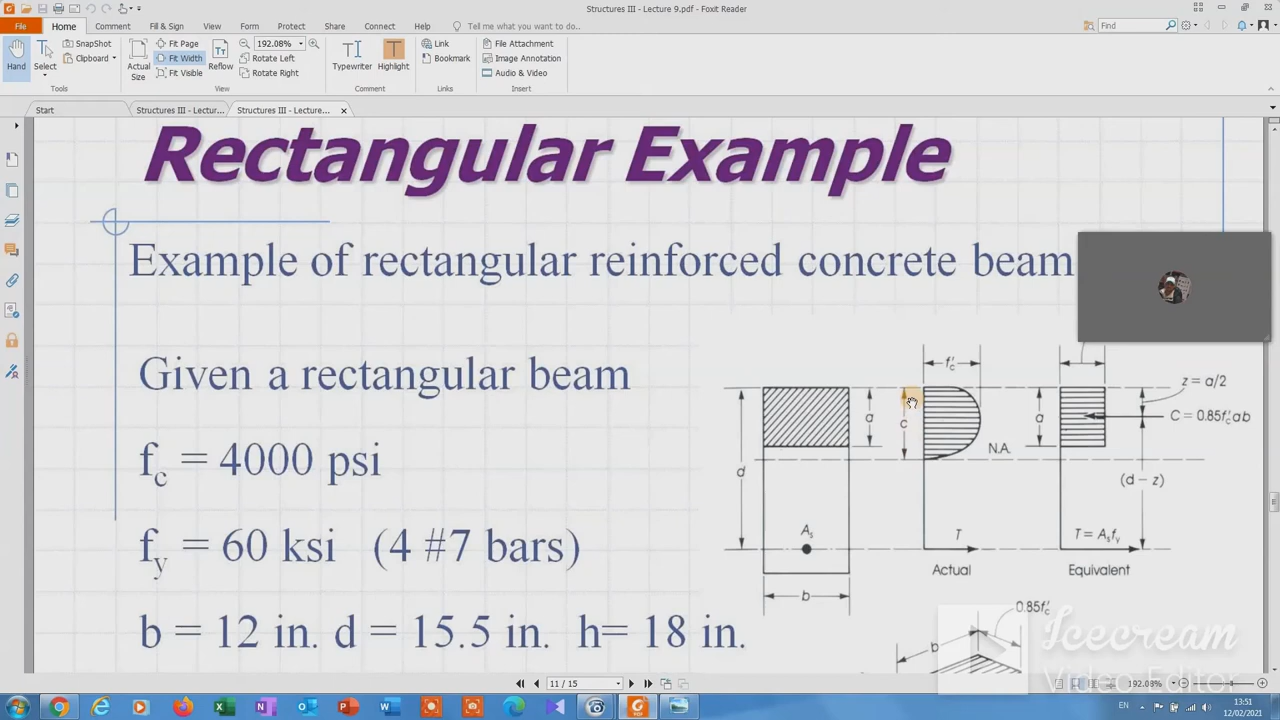 Structures III - Lecture 9.pdf - Foxit Reader
File Home Comment Fill & Sign View Form Protect Share Connect Help Tell me what you want to do... Find
Hand
Select
SnapShot
Clipboard
Tools
Actual Size
Fit Page
Fit Width
Fit Visible
Reflow
192.08%
Rotate Left
Rotate Right
View
Typewriter
Highlight
Comment
Link
Bookmark
Links
File Attachment
Image Annotation
Audio & Video
Insert
Start Structures III - Lectur... Structures III - Lecture...
Rectangular Example
Example of rectangular reinforced concrete beam
Given a rectangular beam
fc = 4000 psi
fy = 60 ksi (4 #7 bars)
b = 12 in. d = 15.5 in. h= 18 in.
f'c
z = a/2
a
c
a
C = 0.85f'c ab
N.A.
d
(d − z)
As
T
T = Asfy
Actual
Equivalent
b
0.85f'c
b
Icecream
Video Editor
11 / 15
192.08%
EN
13:51
12/02/2021